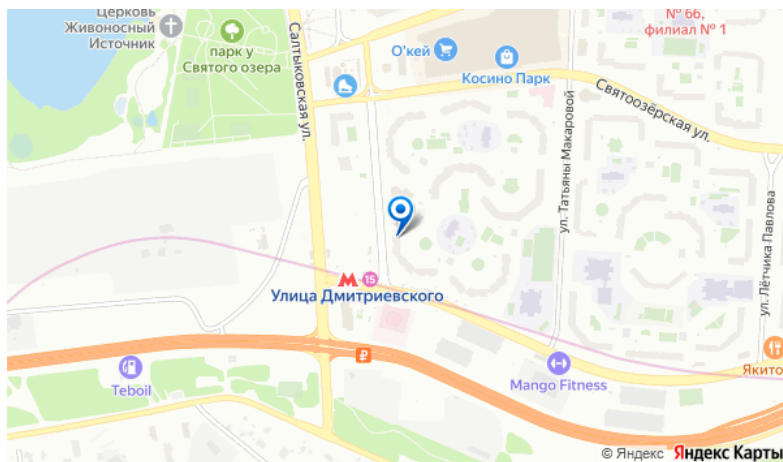 Церковь
Живоносный
Источник
парк у
Святого озера
Салтыковская ул.
О'кей
Косино Парк
№ 66,
филиал № 1
Святоозёрская ул.
ул. Татьяны Макаровой
ул. Лётчика Павлова
М
15
Улица Дмитриевского
₽
Teboil
Mango Fitness
Якито
© Яндекс Яндекс Карты